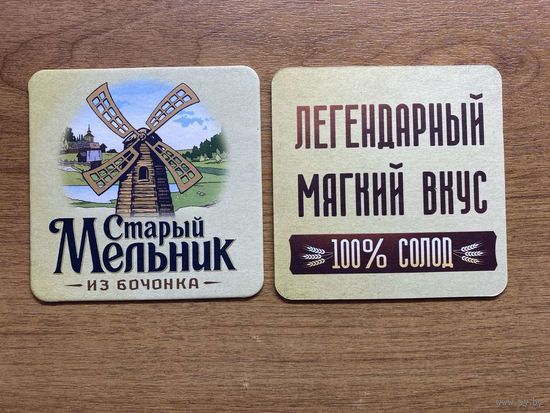 Старый
Мельник
ИЗ БОЧОНКА
ЛЕГЕНДАРНЫЙ
МЯГКИЙ ВКУС
100% СОЛОД